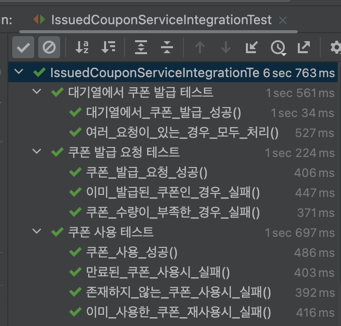 n: IssuedCouponServiceIntegrationTest ×
IssuedCouponServiceIntegrationTe 6 sec 763 ms
대기열에서 쿠폰 발급 테스트 1 sec 561 ms
대기열에서_쿠폰_발급_성공() 1 sec 34 ms
여러_요청이_있는_경우_모두_처리() 527 ms
쿠폰 발급 요청 테스트 1 sec 224 ms
쿠폰_발급_요청_성공() 406 ms
이미_발급된_쿠폰인_경우_실패() 447 ms
쿠폰_수량이_부족한_경우_실패() 371 ms
쿠폰 사용 테스트 1 sec 697 ms
쿠폰_사용_성공() 486 ms
만료된_쿠폰_사용시_실패() 403 ms
존재하지_않는_쿠폰_사용시_실패() 392 ms
이미_사용한_쿠폰_재사용시_실패() 416 ms